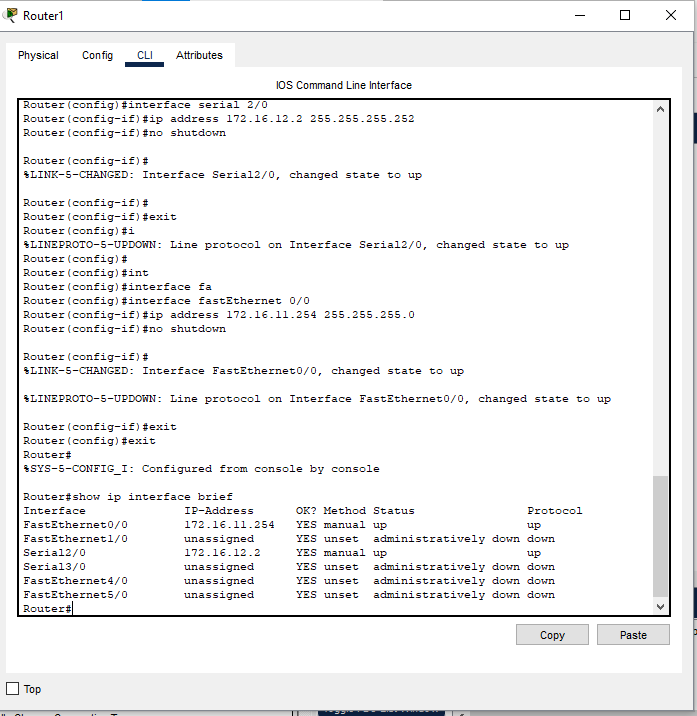 Router1
Physical Config CLI Attributes
IOS Command Line Interface
Router(config)#interface serial 2/0
Router(config-if)#ip address 172.16.12.2 255.255.255.252
Router(config-if)#no shutdown
Router(config-if)#
%LINK-5-CHANGED: Interface Serial2/0, changed state to up
Router(config-if)#
Router(config-if)#exit
Router(config)#i
%LINEPROTO-5-UPDOWN: Line protocol on Interface Serial2/0, changed state to up
Router(config)#
Router(config)#int
Router(config)#interface fa
Router(config)#interface fastEthernet 0/0
Router(config-if)#ip address 172.16.11.254 255.255.255.0
Router(config-if)#no shutdown
Router(config-if)#
%LINK-5-CHANGED: Interface FastEthernet0/0, changed state to up
%LINEPROTO-5-UPDOWN: Line protocol on Interface FastEthernet0/0, changed state to up
Router(config-if)#exit
Router(config)#exit
Router#
%SYS-5-CONFIG_I: Configured from console by console
Router#show ip interface brief
Interface IP-Address OK? Method Status Protocol
FastEthernet0/0 172.16.11.254 YES manual up up
FastEthernet1/0 unassigned YES unset administratively down down
Serial2/0 172.16.12.2 YES manual up up
Serial3/0 unassigned YES unset administratively down down
FastEthernet4/0 unassigned YES unset administratively down down
FastEthernet5/0 unassigned YES unset administratively down down
Router#
Copy Paste
Top